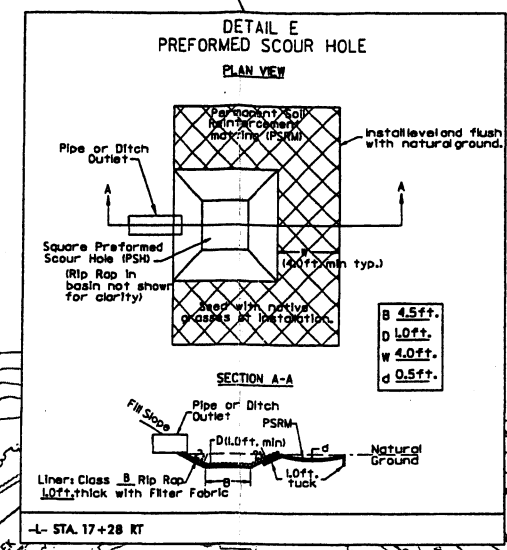 DETAIL E
PREFORMED SCOUR HOLE
PLAN VIEW
Permanent Soil
Reinforcement
matting (PSRM)
Install level and flush
with natural ground.
Pipe or Ditch
Outlet
A
A
Square Preformed
Scour Hole (PSH)
(Rip Rap in
basin not shown
for clarity)
W
(4.0ft. min typ.)
Seed with native
grasses at installation.
B 4.5ft.
D 1.0ft.
W 4.0ft.
d 0.5ft.
SECTION A-A
Fill Slope
Pipe or Ditch
Outlet
D(1.0ft. min)
PSRM
d
Natural
Ground
Liner: Class B Rip Rap
1.0ft. thick with Filter Fabric
B
1.0ft.
tuck
-L- STA. 17+28 RT